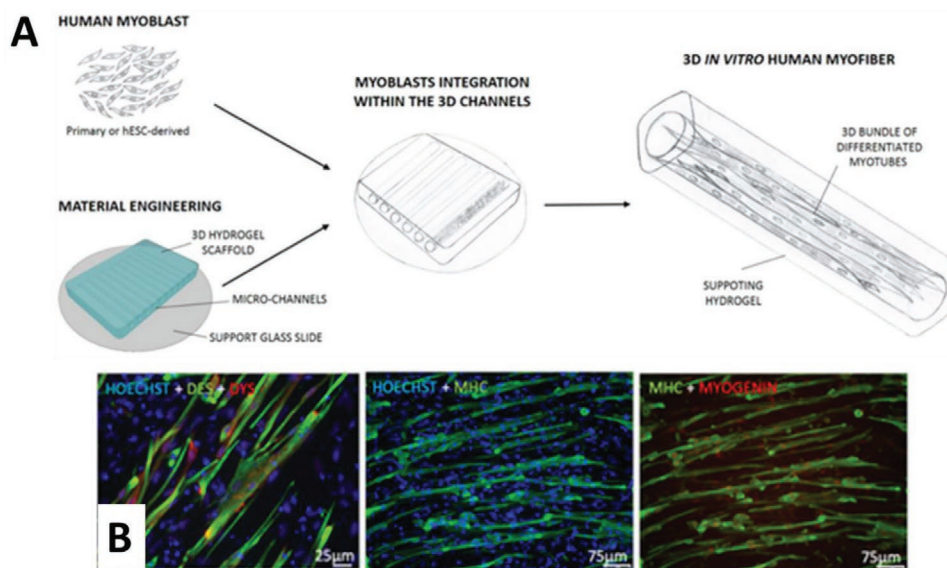 A
HUMAN MYOBLAST
Primary or hESC-derived
MATERIAL ENGINEERING
3D HYDROGEL
SCAFFOLD
MICRO-CHANNELS
SUPPORT GLASS SLIDE
MYOBLASTS INTEGRATION
WITHIN THE 3D CHANNELS
3D IN VITRO HUMAN MYOFIBER
3D BUNDLE OF
DIFFERENTIATED
MYOTUBES
SUPPOTING
HYDROGEL
B
HOECHST + DES + DYS
25µm
HOECHST + MHC
75µm
MHC + MYOGENIN
75µm